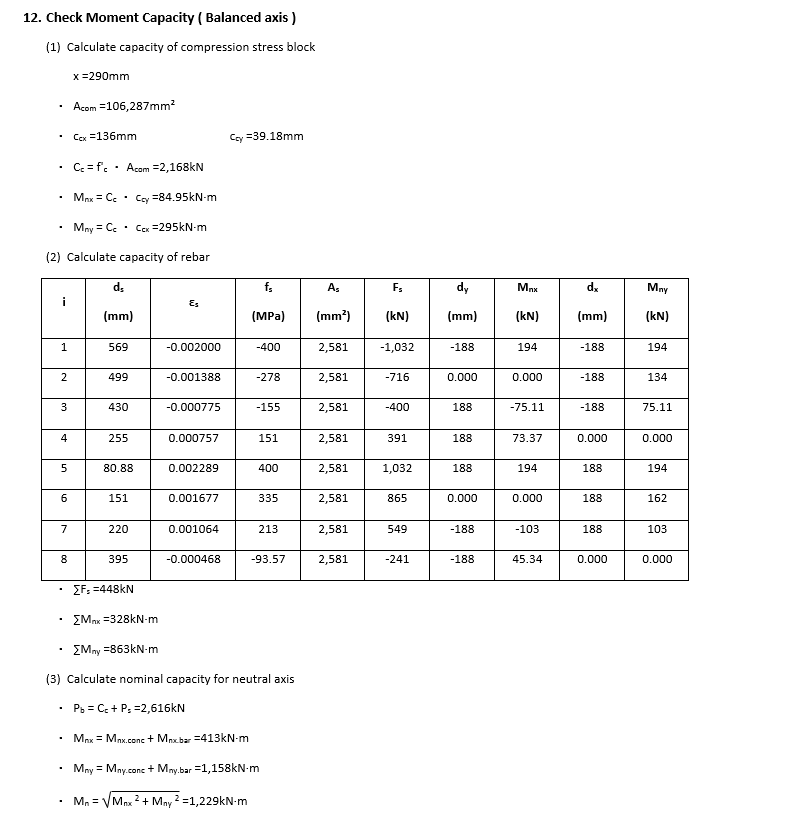 12. Check Moment Capacity ( Balanced axis )
(1) Calculate capacity of compression stress block
x =290mm
· Acom =106,287mm²
· ccx =136mm ccy =39.18mm
· Cc = f'c · Acom =2,168kN
· Mnx = Cc · ccy =84.95kN·m
· Mny = Cc · ccx =295kN·m
(2) Calculate capacity of rebar
i ds (mm) εs fs (MPa) As (mm²) Fs (kN) dy (mm) Mnx (kN) dx (mm) Mny (kN)
1 569 -0.002000 -400 2,581 -1,032 -188 194 -188 194
2 499 -0.001388 -278 2,581 -716 0.000 0.000 -188 134
3 430 -0.000775 -155 2,581 -400 188 -75.11 -188 75.11
4 255 0.000757 151 2,581 391 188 73.37 0.000 0.000
5 80.88 0.002289 400 2,581 1,032 188 194 188 194
6 151 0.001677 335 2,581 865 0.000 0.000 188 162
7 220 0.001064 213 2,581 549 -188 -103 188 103
8 395 -0.000468 -93.57 2,581 -241 -188 45.34 0.000 0.000
· ∑Fs =448kN
· ∑Mnx =328kN·m
· ∑Mny =863kN·m
(3) Calculate nominal capacity for neutral axis
· Pb = Cc + Ps =2,616kN
· Mnx = Mnx.conc + Mnx.bar =413kN·m
· Mny = Mny.conc + Mny.bar =1,158kN·m
· Mn = √Mnx ² + Mny ² =1,229kN·m